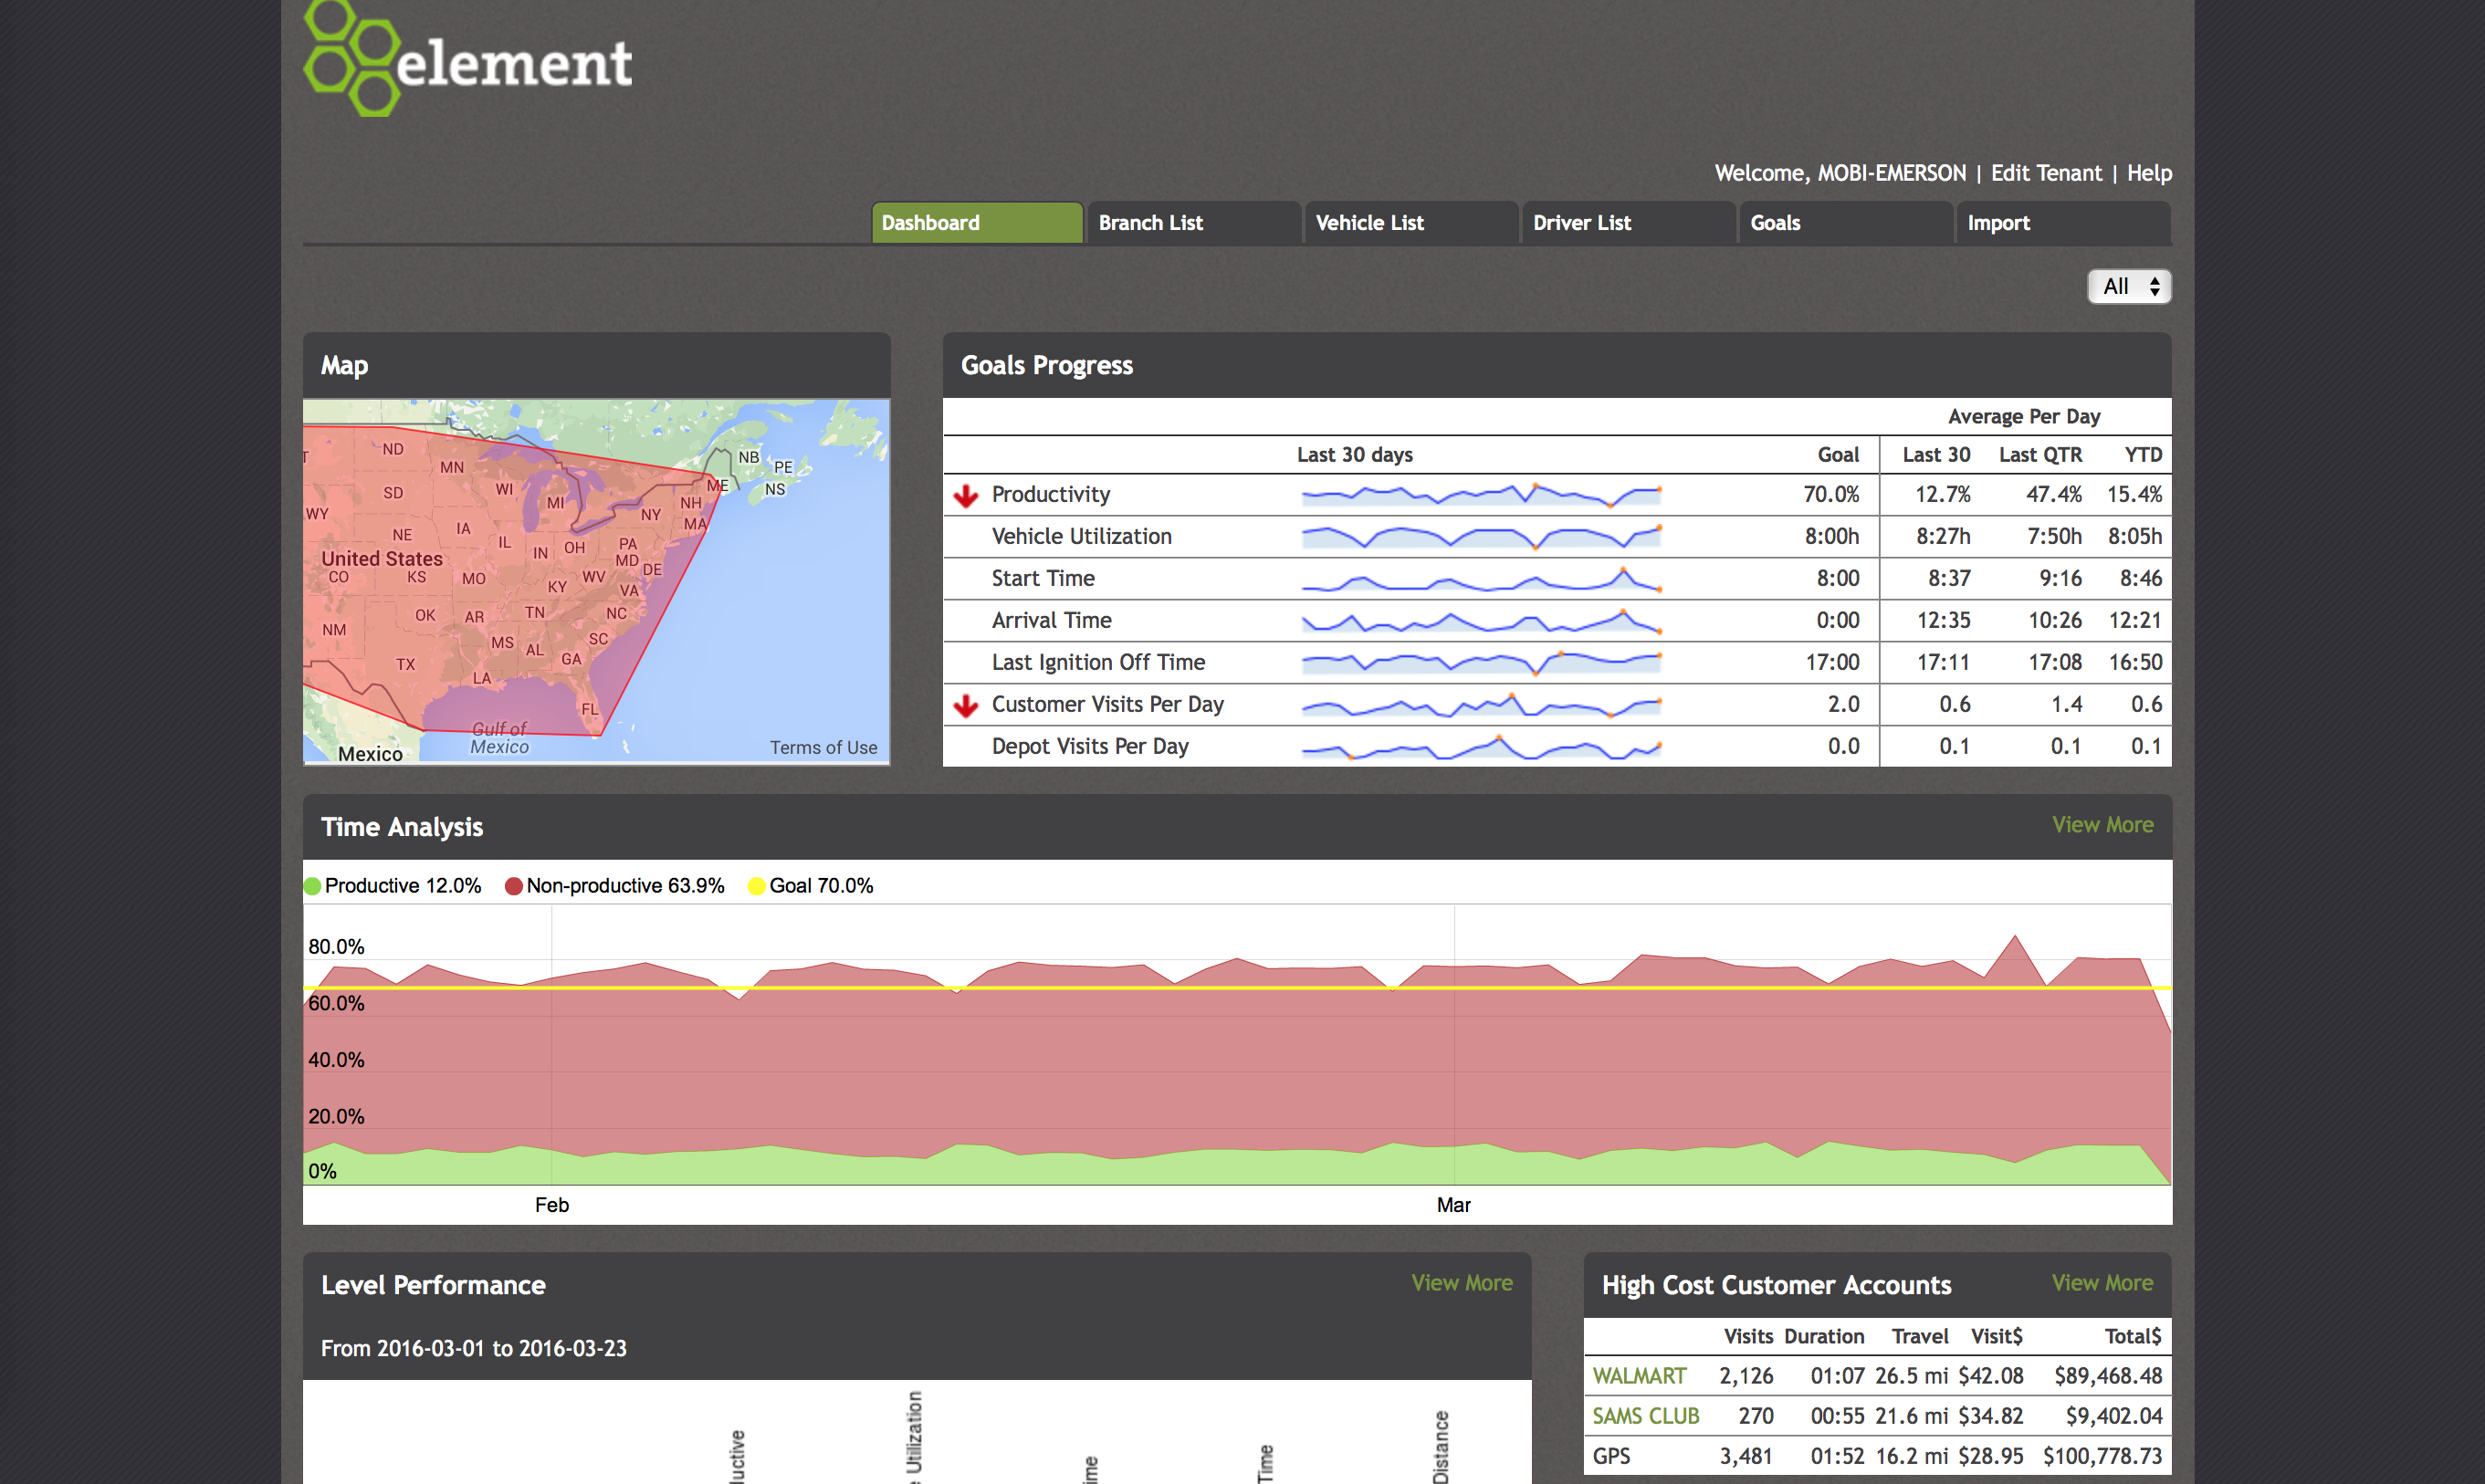 element
Welcome, MOBI-EMERSON | Edit Tenant | Help
Dashboard Branch List Vehicle List Driver List Goals Import
All
Map
ND
MN
NB
PE
ME
NS
SD
WI
MI
NH
WY
NY
MA
NE
IA
IL
IN
OH
PA
MD
United States
DE
CO
KS
MO
WV
KY
VA
OK
AR
TN
NC
NM
MS
AL
SC
GA
TX
LA
FL
Gulf of
Mexico
Mexico
Terms of Use
Goals Progress
Average Per Day
Last 30 days Goal Last 30 Last QTR YTD
Productivity 70.0% 12.7% 47.4% 15.4%
Vehicle Utilization 8:00h 8:27h 7:50h 8:05h
Start Time 8:00 8:37 9:16 8:46
Arrival Time 0:00 12:35 10:26 12:21
Last Ignition Off Time 17:00 17:11 17:08 16:50
Customer Visits Per Day 2.0 0.6 1.4 0.6
Depot Visits Per Day 0.0 0.1 0.1 0.1
Time Analysis View More
Productive 12.0% Non-productive 63.9% Goal 70.0%
80.0%
60.0%
40.0%
20.0%
0%
Feb Mar
Level Performance View More
From 2016-03-01 to 2016-03-23
Utilization
Time
Distance
High Cost Customer Accounts View More
Visits Duration Travel Visit$ Total$
WALMART 2,126 01:07 26.5 mi $42.08 $89,468.48
SAMS CLUB 270 00:55 21.6 mi $34.82 $9,402.04
GPS 3,481 01:52 16.2 mi $28.95 $100,778.73